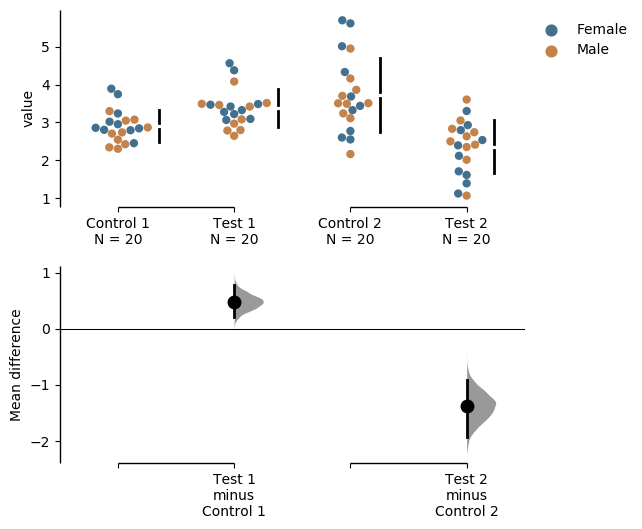 Female
Male
value
5
4
3
2
1
Control 1
N = 20
Test 1
N = 20
Control 2
N = 20
Test 2
N = 20
Mean difference
1
0
−1
−2
Test 1
minus
Control 1
Test 2
minus
Control 2